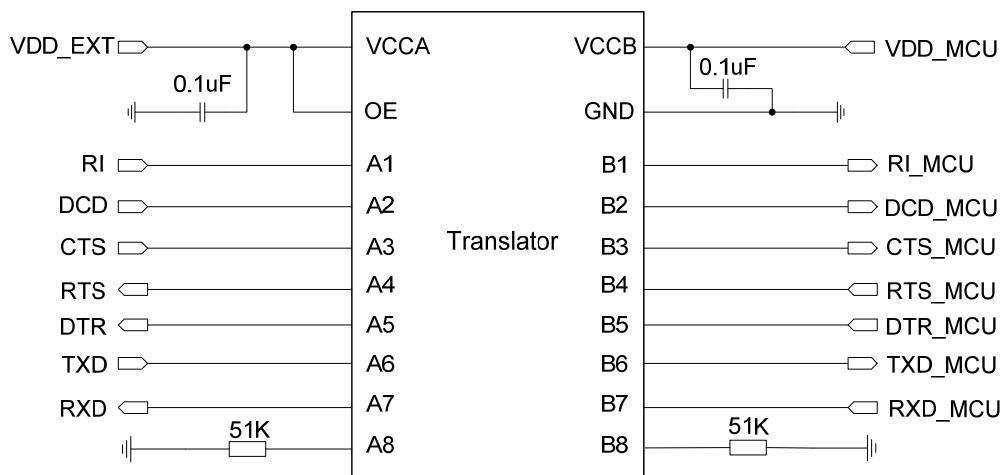 VDD_EXT VCCA VCCB VDD_MCU
0.1uF 0.1uF
OE GND
RI A1 B1 RI_MCU
DCD A2 B2 DCD_MCU
CTS A3 Translator B3 CTS_MCU
RTS A4 B4 RTS_MCU
DTR A5 B5 DTR_MCU
TXD A6 B6 TXD_MCU
RXD A7 B7 RXD_MCU
51K A8 B8 51K